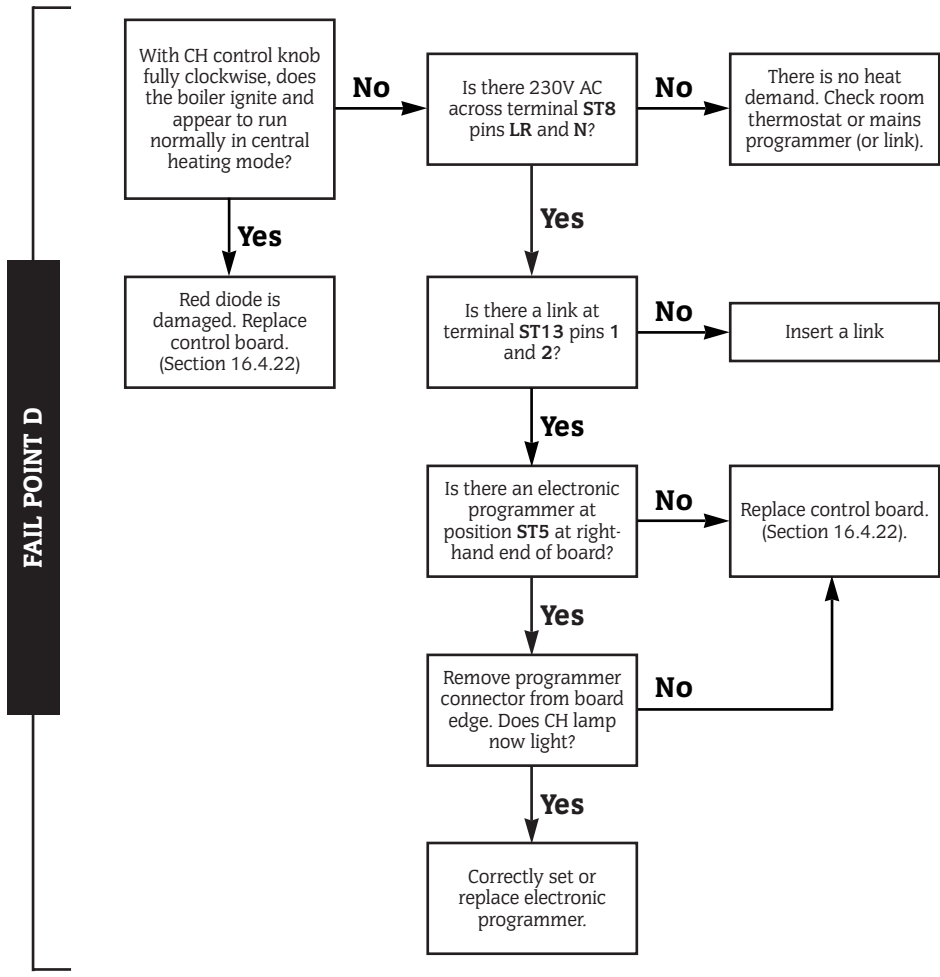 FAIL POINT D
With CH control knob
fully clockwise, does
the boiler ignite and
appear to run
normally in central
heating mode?
No
Is there 230V AC
across terminal ST8
pins LR and N?
No
There is no heat
demand. Check room
thermostat or mains
programmer (or link).
Yes
Yes
Red diode is
damaged. Replace
control board.
(Section 16.4.22)
Is there a link at
terminal ST13 pins 1
and 2?
No
Insert a link
Yes
Is there an electronic
programmer at
position ST5 at right-
hand end of board?
No
Replace control board.
(Section 16.4.22).
Yes
Remove programmer
connector from board
edge. Does CH lamp
now light?
No
Yes
Correctly set or
replace electronic
programmer.